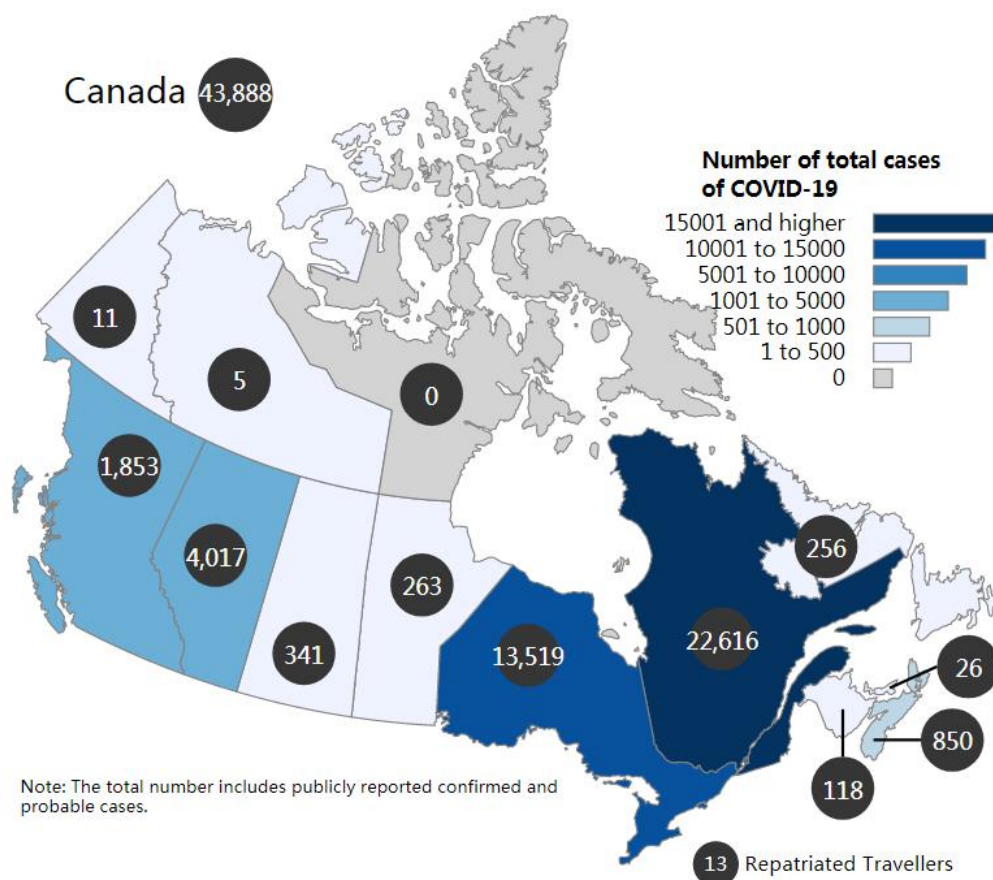 Canada 43,888
Number of total cases
of COVID-19
15001 and higher
10001 to 15000
5001 to 10000
1001 to 5000
501 to 1000
1 to 500
0
11
5
0
1,853
4,017
341
263
13,519
22,616
256
26
850
118
Note: The total number includes publicly reported confirmed and
probable cases.
13 Repatriated Travellers